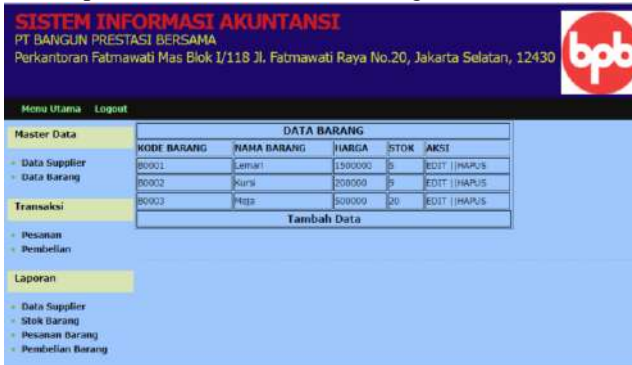 SISTEM INFORMASI AKUNTANSI
PT BANGUN PRESTASI BERSAMA
Perkantoran Fatmawati Mas Blok I/118 Jl. Fatmawati Raya No.20, Jakarta Selatan, 12430
bpb
Menu Utama Logout
Master Data
Data Supplier
Data Barang
Transaksi
Pesanan
Pembelian
Laporan
Data Supplier
Stok Barang
Pesanan Barang
Pembelian Barang
DATA BARANG
KODE BARANG NAMA BARANG HARGA STOK AKSI
B0001 Lemari 1500000 5 EDIT ||HAPUS
B0002 Kursi 200000 5 EDIT ||HAPUS
B0003 Meja 500000 20 EDIT ||HAPUS
Tambah Data